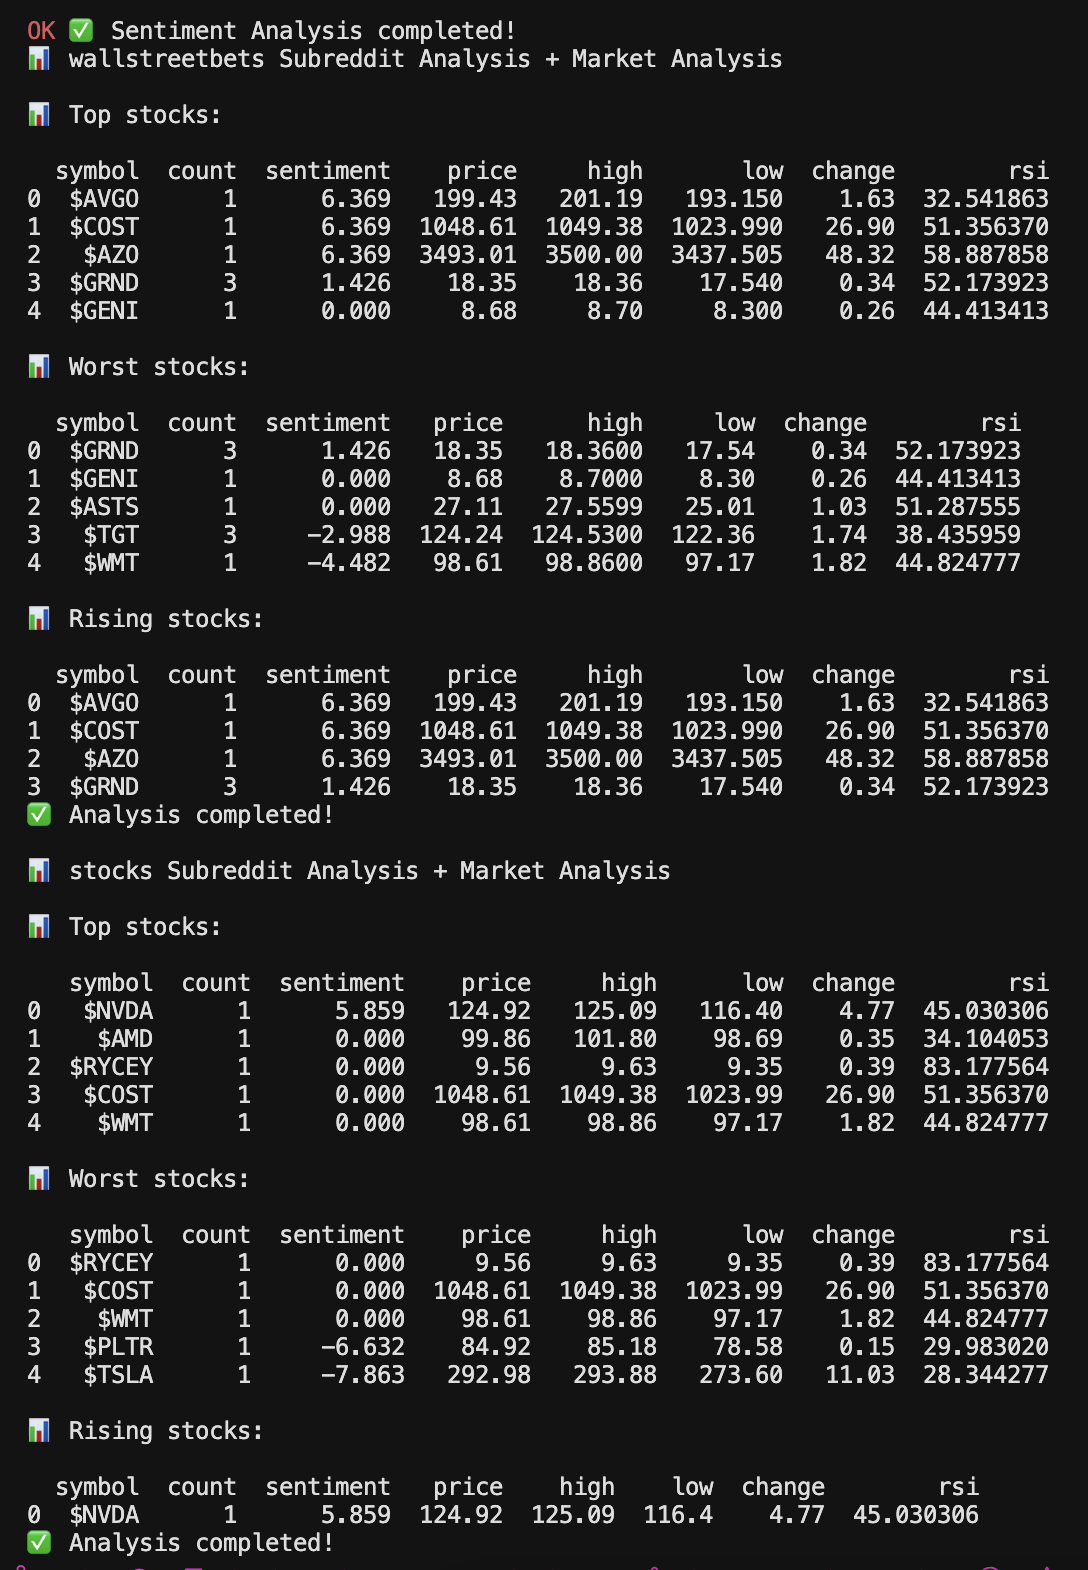 OK ✅ Sentiment Analysis completed!
📊 wallstreetbets Subreddit Analysis + Market Analysis
📊 Top stocks:
symbol count sentiment price high low change rsi
0 $AVGO 1 6.369 199.43 201.19 193.150 1.63 32.541863
1 $COST 1 6.369 1048.61 1049.38 1023.990 26.90 51.356370
2 $AZO 1 6.369 3493.01 3500.00 3437.505 48.32 58.887858
3 $GRND 3 1.426 18.35 18.36 17.540 0.34 52.173923
4 $GENI 1 0.000 8.68 8.70 8.300 0.26 44.413413
📊 Worst stocks:
symbol count sentiment price high low change rsi
0 $GRND 3 1.426 18.35 18.3600 17.54 0.34 52.173923
1 $GENI 1 0.000 8.68 8.7000 8.30 0.26 44.413413
2 $ASTS 1 0.000 27.11 27.5599 25.01 1.03 51.287555
3 $TGT 3 -2.988 124.24 124.5300 122.36 1.74 38.435959
4 $WMT 1 -4.482 98.61 98.8600 97.17 1.82 44.824777
📊 Rising stocks:
symbol count sentiment price high low change rsi
0 $AVGO 1 6.369 199.43 201.19 193.150 1.63 32.541863
1 $COST 1 6.369 1048.61 1049.38 1023.990 26.90 51.356370
2 $AZO 1 6.369 3493.01 3500.00 3437.505 48.32 58.887858
3 $GRND 3 1.426 18.35 18.36 17.540 0.34 52.173923
✅ Analysis completed!
📊 stocks Subreddit Analysis + Market Analysis
📊 Top stocks:
symbol count sentiment price high low change rsi
0 $NVDA 1 5.859 124.92 125.09 116.40 4.77 45.030306
1 $AMD 1 0.000 99.86 101.80 98.69 0.35 34.104053
2 $RYCEY 1 0.000 9.56 9.63 9.35 0.39 83.177564
3 $COST 1 0.000 1048.61 1049.38 1023.99 26.90 51.356370
4 $WMT 1 0.000 98.61 98.86 97.17 1.82 44.824777
📊 Worst stocks:
symbol count sentiment price high low change rsi
0 $RYCEY 1 0.000 9.56 9.63 9.35 0.39 83.177564
1 $COST 1 0.000 1048.61 1049.38 1023.99 26.90 51.356370
2 $WMT 1 0.000 98.61 98.86 97.17 1.82 44.824777
3 $PLTR 1 -6.632 84.92 85.18 78.58 0.15 29.983020
4 $TSLA 1 -7.863 292.98 293.88 273.60 11.03 28.344277
📊 Rising stocks:
symbol count sentiment price high low change rsi
0 $NVDA 1 5.859 124.92 125.09 116.4 4.77 45.030306
✅ Analysis completed!